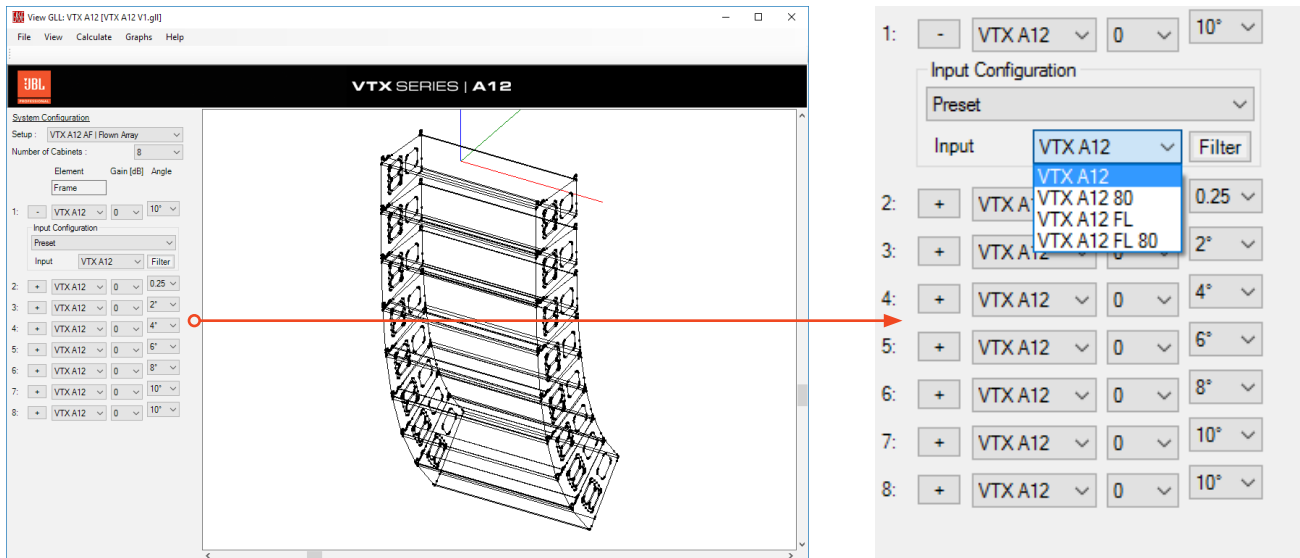 View GLL: VTX A12 [VTX A12 V1.gll]
File View Calculate Graphs Help
JBL
PROFESSIONAL
VTX SERIES | A12
System Configuration
Setup : VTX A12 AF | Flown Array
Number of Cabinets : 8
Element Gain [dB] Angle
Frame
1: - VTX A12 0 10°
Input Configuration
Preset
Input VTX A12 Filter
2: + VTX A12 0 0.25
3: + VTX A12 0 2°
4: + VTX A12 0 4°
5: + VTX A12 0 6°
6: + VTX A12 0 8°
7: + VTX A12 0 10°
8: + VTX A12 0 10°
1: - VTX A12 0 10°
Input Configuration
Preset
Input VTX A12 Filter
VTX A12
VTX A12 80
VTX A12 FL
VTX A12 FL 80
2: + VTX A 0.25
3: + VTX A12 0 2°
4: + VTX A12 0 4°
5: + VTX A12 0 6°
6: + VTX A12 0 8°
7: + VTX A12 0 10°
8: + VTX A12 0 10°